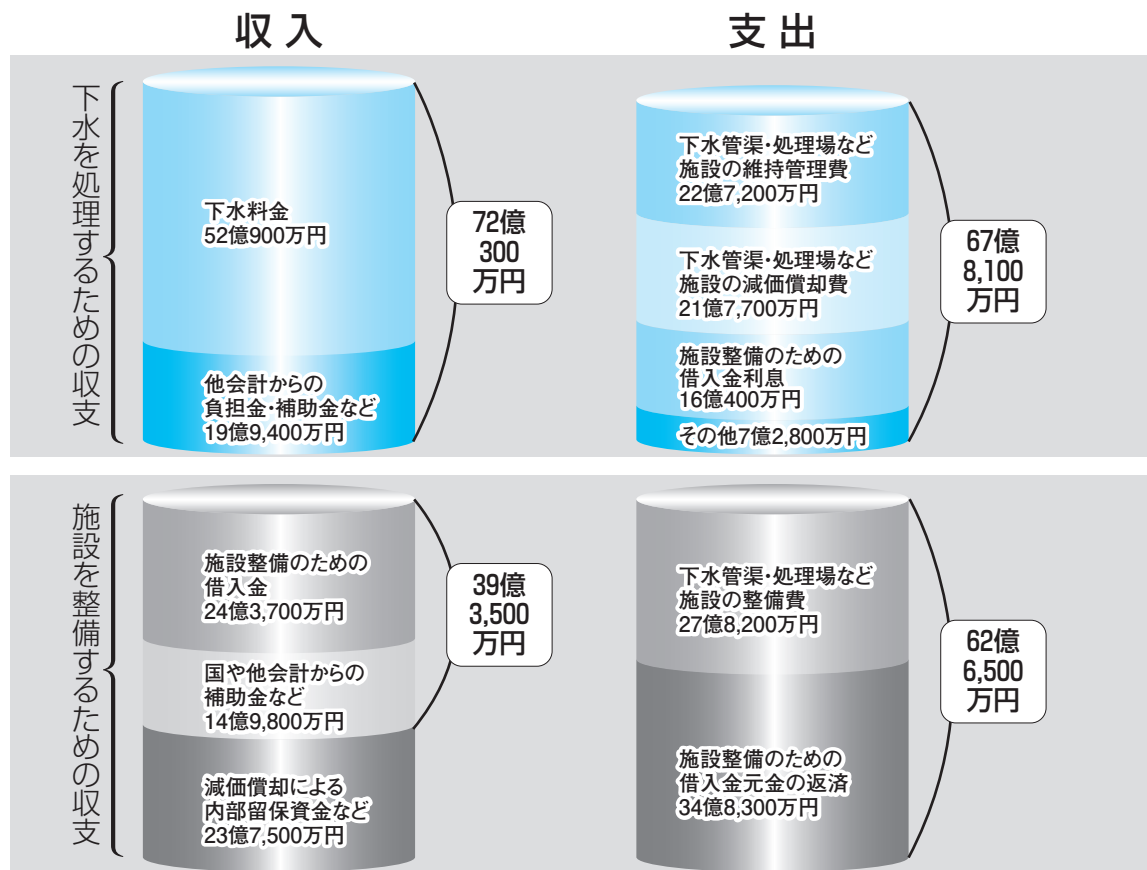 収入
支出
下水を処理するための収支
下水料金
52億900万円
他会計からの
負担金・補助金など
19億9,400万円
72億
300
万円
下水管渠・処理場など
施設の維持管理費
22億7,200万円
下水管渠・処理場など
施設の減価償却費
21億7,700万円
施設整備のための
借入金利息
16億400万円
その他7億2,800万円
67億
8,100
万円
施設を整備するための収支
施設整備のための
借入金
24億3,700万円
国や他会計からの
補助金など
14億9,800万円
減価償却による
内部留保資金など
23億7,500万円
39億
3,500
万円
下水管渠・処理場など
施設の整備費
27億8,200万円
施設整備のための
借入金元金の返済
34億8,300万円
62億
6,500
万円